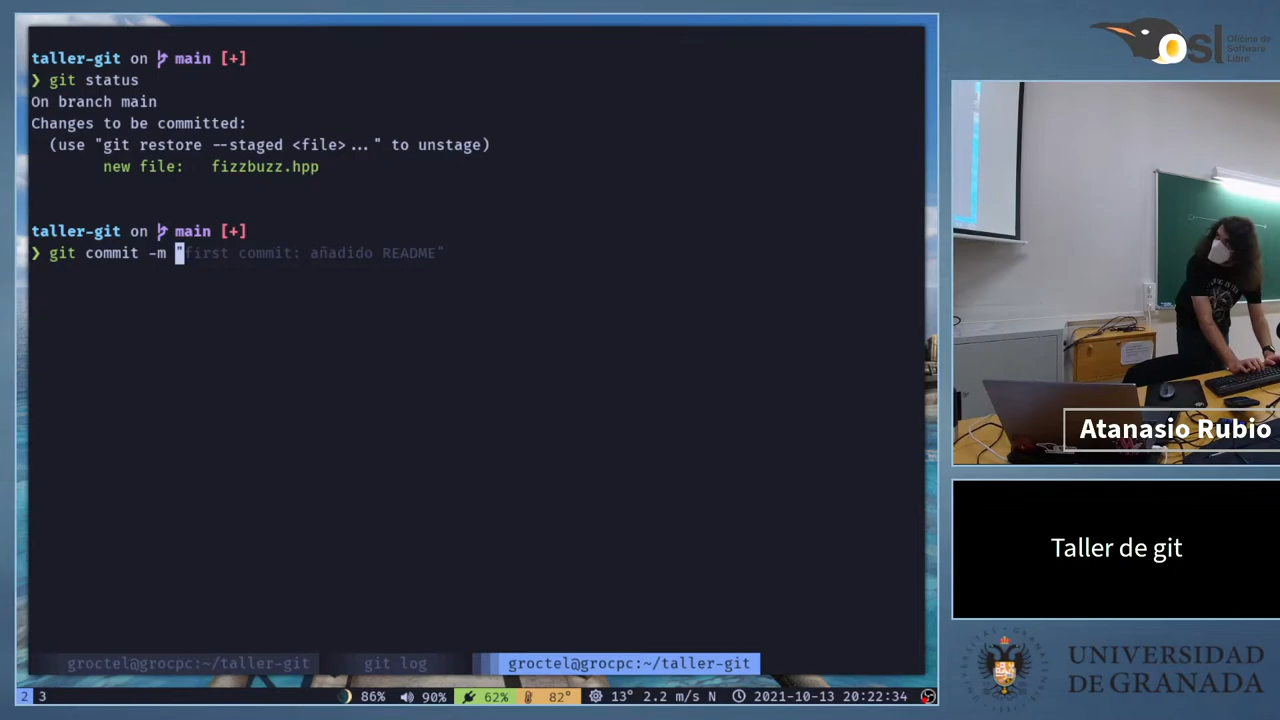 taller-git on main [+]
❯ git status
On branch main
Changes to be committed:
(use "git restore --staged <file>..." to unstage)
new file: fizzbuzz.hpp
taller-git on main [+]
❯ git commit -m "first commit: añadido README"
groctel@grocpc:~/taller-git git log groctel@grocpc:~/taller-git
2 3 86% 90% 62% 82° 13° 2.2 m/s N 2021-10-13 20:22:34
osl
Oficina de
Software
Libre
Atanasio Rubio
Taller de git
UNIVERSIDAD
DE GRANADA